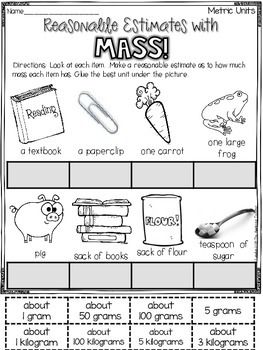 Name
Metric Units
Reasonable Estimates with
MASS!
Directions: Look at each item. Make a reasonable estimate as to how much
mass each item has. Glue the best unit under the picture.
Reading
a textbook
a paperclip
one carrot
one large
frog
FLOUR!
pig
sack of books
sack of flour
teaspoon of
sugar
about
1 gram
about
50 grams
about
100 grams
5 grams
about
1 kilogram
about
100 kilograms
about
5 kilograms
about
3 kilograms